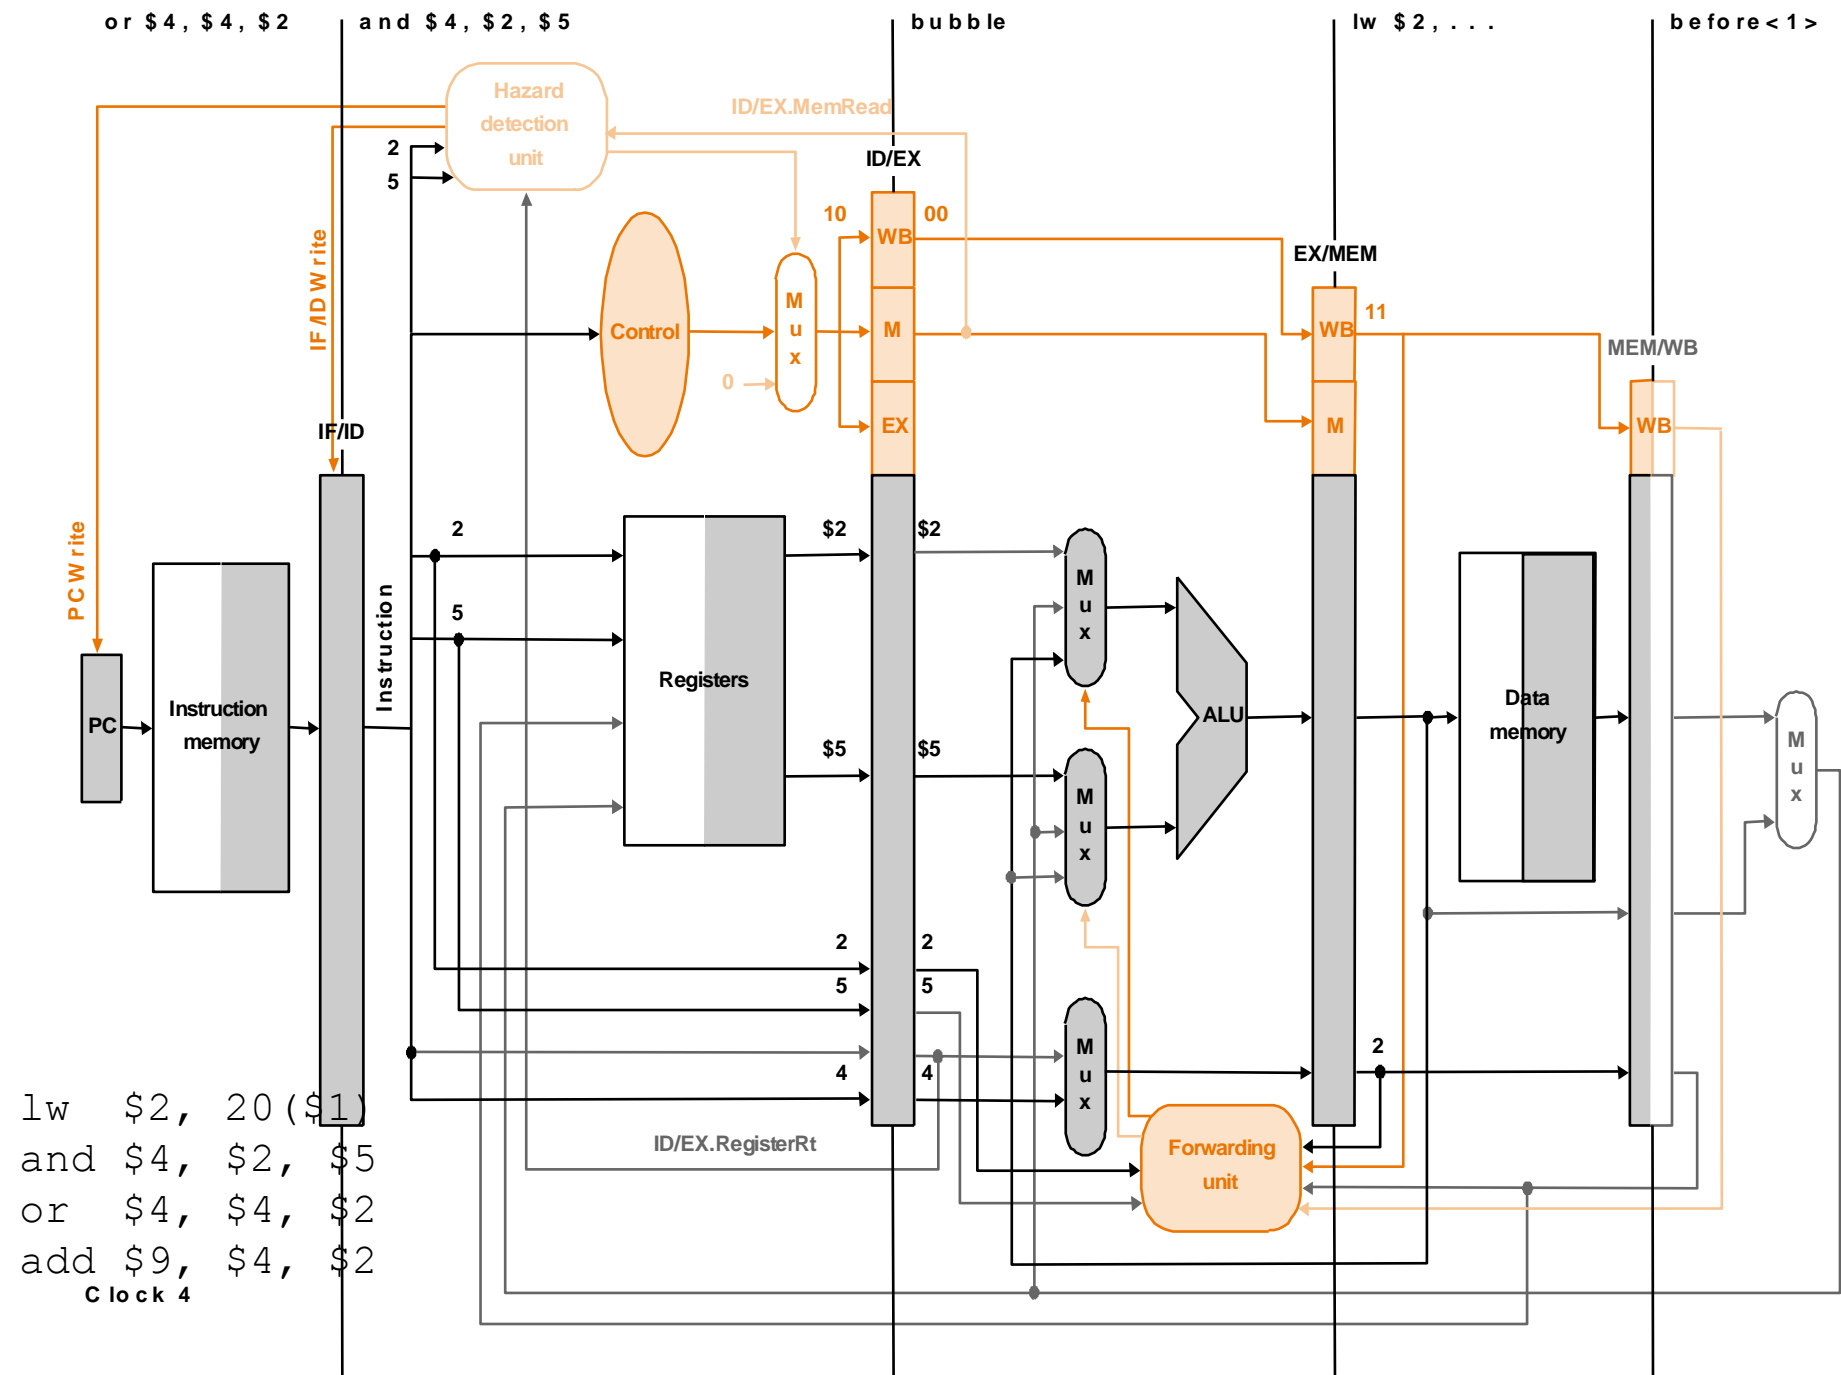 or $4, $4, $2
and $4, $2, $5
bubble
lw $2, . . .
before<1>
Hazard
detection
unit
ID/EX.MemRead
2
5
ID/EX
10
00
WB
EX/MEM
IF/IDWrite
M
u
x
Control
M
11
WB
MEM/WB
0
EX
M
WB
IF/ID
PCWrite
Instruction
2
$2
$2
5
M
u
x
Registers
PC
Instruction
memory
ALU
Data
memory
M
u
x
$5
$5
M
u
x
2
2
5
5
4
4
M
u
x
2
ID/EX.RegisterRt
Forwarding
unit
lw $2, 20($1)
and $4, $2, $5
or $4, $4, $2
add $9, $4, $2
Clock 4